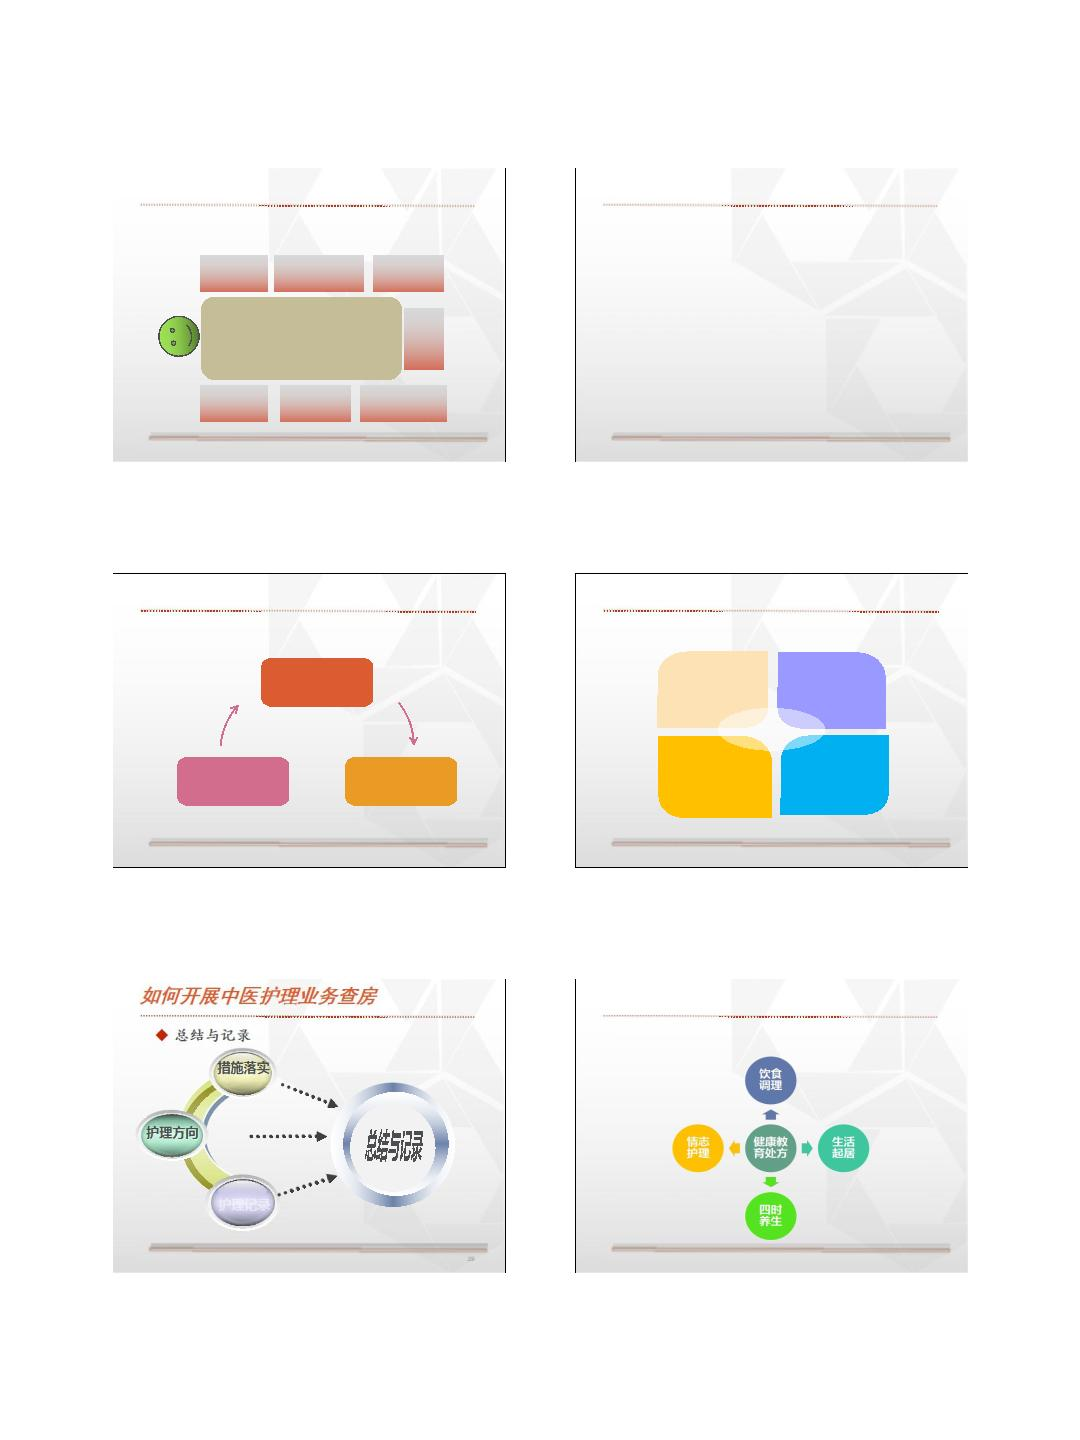 如何开展中医护理业务查房
总结与记录
措施落实
护理方向
总结与记录
护理记录
饮食
调理
情志
护理
健康教
育处方
生活
起居
四时
养生